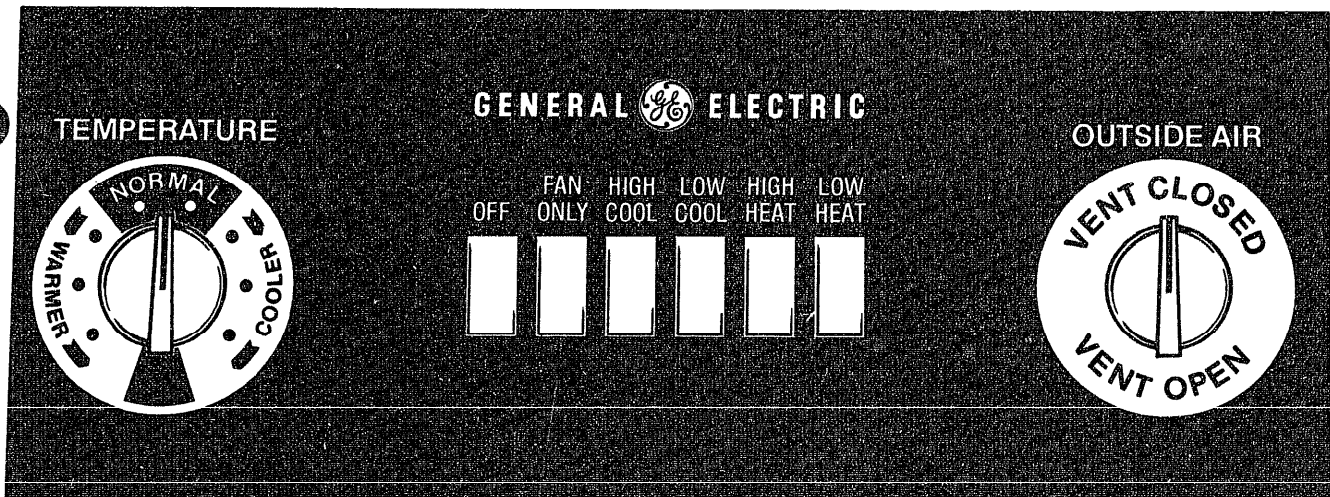 GENERAL GE ELECTRIC
TEMPERATURE
NORMAL
WARMER
COOLER
OFF
FAN ONLY
HIGH COOL
LOW COOL
HIGH HEAT
LOW HEAT
OUTSIDE AIR
VENT CLOSED
VENT OPEN